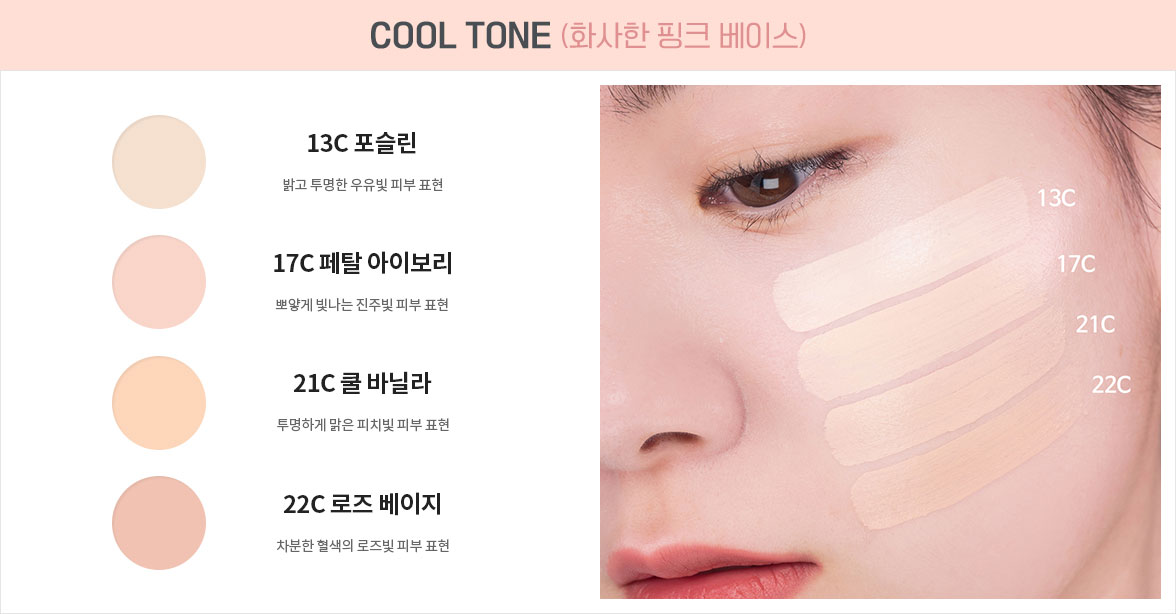 COOL TONE (화사한 핑크 베이스)
13C 포슬린
밝고 투명한 우유빛 피부 표현
17C 페탈 아이보리
뽀얗게 빛나는 진주빛 피부 표현
21C 쿨 바닐라
투명하게 맑은 피치빛 피부 표현
22C 로즈 베이지
차분한 혈색의 로즈빛 피부 표현
13C
17C
21C
22C